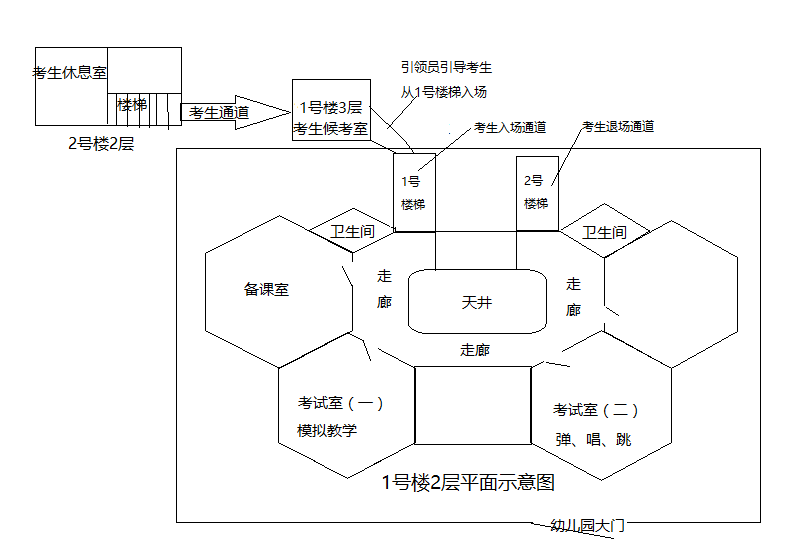 考生休息室
楼梯
2号楼2层
考生通道
1号楼3层
考生候考室
引领员引导考生
从1号楼梯入场
考生入场通道
考生退场通道
1号
楼梯
2号
楼梯
卫生间
卫生间
备课室
走
廊
天井
走
廊
走廊
考试室（一）
模拟教学
考试室（二）
弹、唱、跳
1号楼2层平面示意图
幼儿园大门